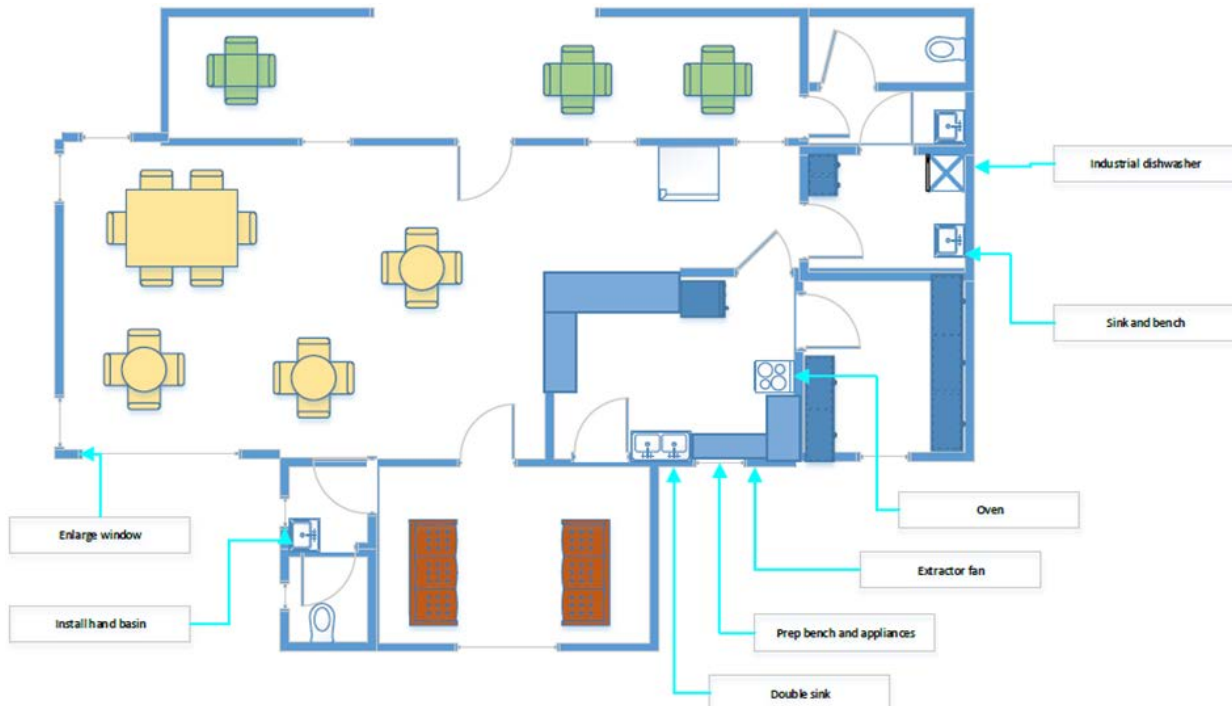 Industrial dishwasher
Sink and bench
Oven
Enlarge window
Extractor fan
Install hand basin
Prep bench and appliances
Double sink